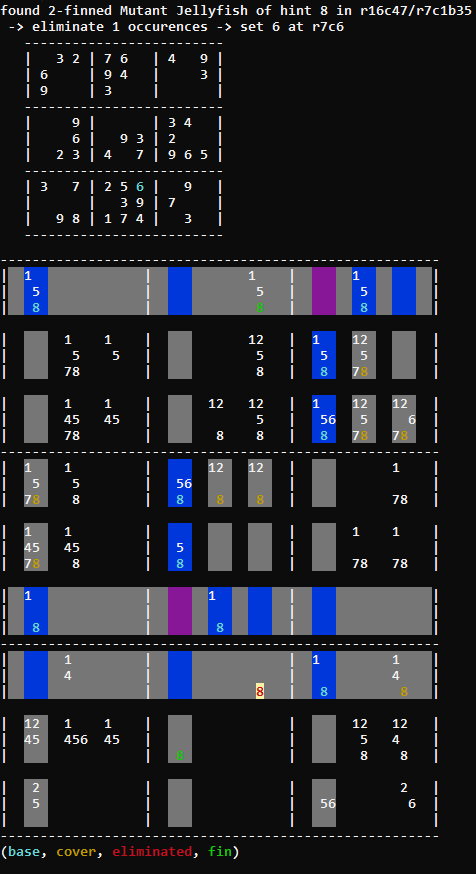 found 2-finned Mutant Jellyfish of hint 8 in r16c47/r7c1b35
-> eliminate 1 occurences -> set 6 at r7c6
-------------------------
|   3 2 | 7 6   | 4   9 |
| 6     | 9 4   |     3 |
| 9     | 3     |       |
-------------------------
|     9 |       | 3 4   |
|     6 |   9 3 | 2     |
|   2 3 | 4   7 | 9 6 5 |
-------------------------
| 3   7 | 2 5 6 |   9   |
|       |   3 9 | 7     |
|   9 8 | 1 7 4 |   3   |
-------------------------
-------------------------------------------------------
|  1              |            1    |       1         |
|   5             |             5   |        5        |
|   8             |             8   |        8        |
|       1    1    |            12   |  1    12        |
|        5    5   |             5   |   5    5        |
|       78        |             8   |   8   78        |
|       1    1    |       12   12   |  1    12   12   |
|       45   45   |             5   |   56   5     6  |
|       78        |        8    8   |   8   78   78   |
-------------------------------------------------------
|  1    1         |       12   12   |            1    |
|   5    5        |   56            |                 |
|  78    8        |   8    8    8   |            78   |
|  1    1         |                 |       1    1    |
|  45   45        |   5             |                 |
|  78    8        |   8             |       78   78   |
|  1              |       1         |                 |
|                 |                 |                 |
|   8             |        8        |                 |
-------------------------------------------------------
|       1         |                 |  1         1    |
|       4         |                 |            4    |
|                 |             8   |   8         8   |
|  12   1    1    |                 |       12   12   |
|  45   456  45   |                 |        5   4    |
|                 |   8             |        8    8   |
|   2             |                 |             2   |
|   5             |                 |   56         6  |
|                 |                 |                 |
-------------------------------------------------------
(base, cover, eliminated, fin)